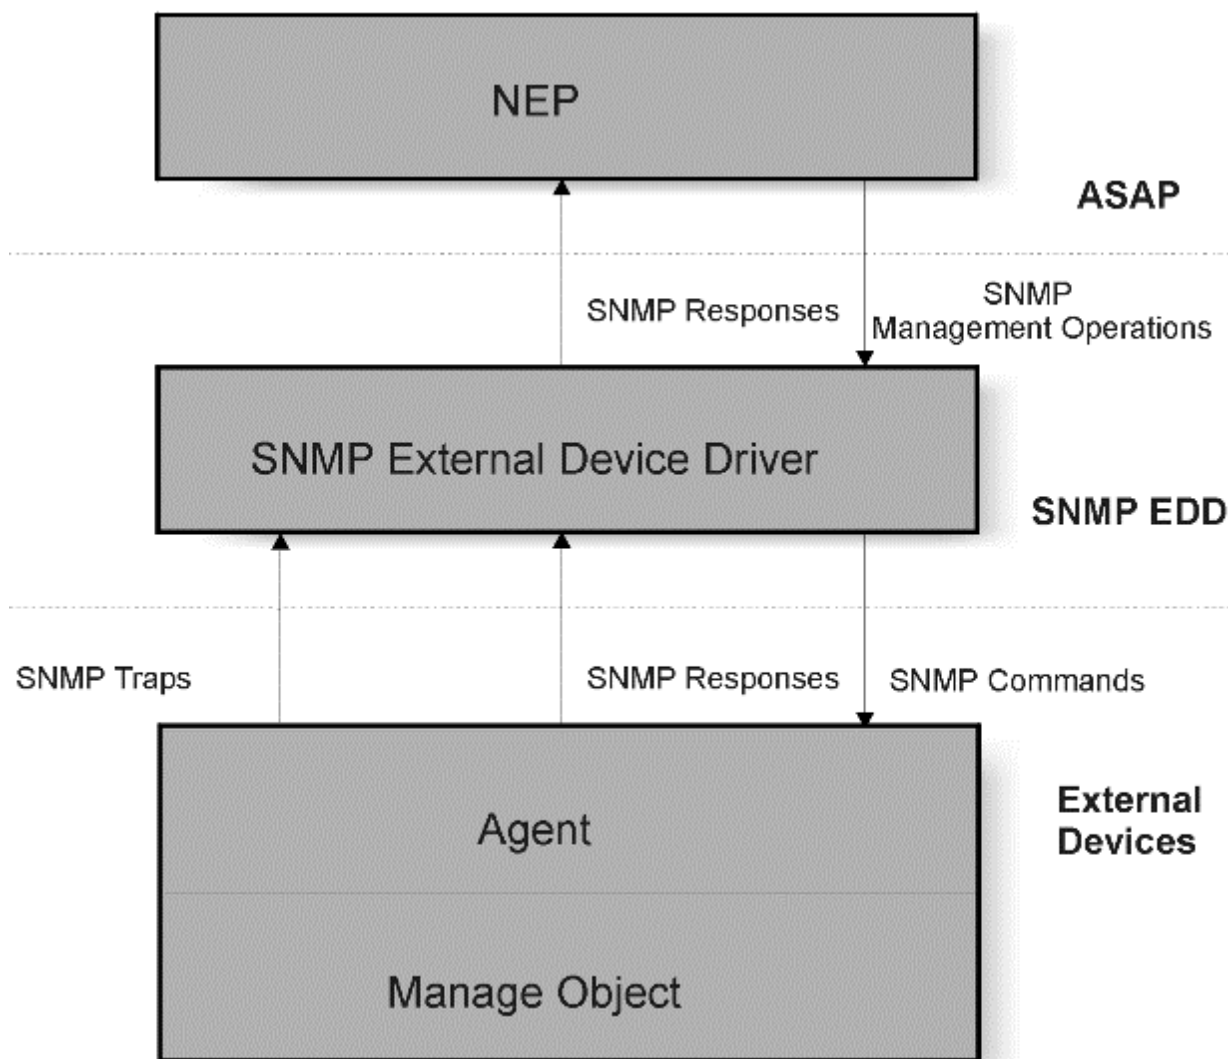 NEP
ASAP
SNMP Responses
SNMP
Management Operations
SNMP External Device Driver
SNMP EDD
SNMP Traps
SNMP Responses
SNMP Commands
Agent
External
Devices
Manage Object